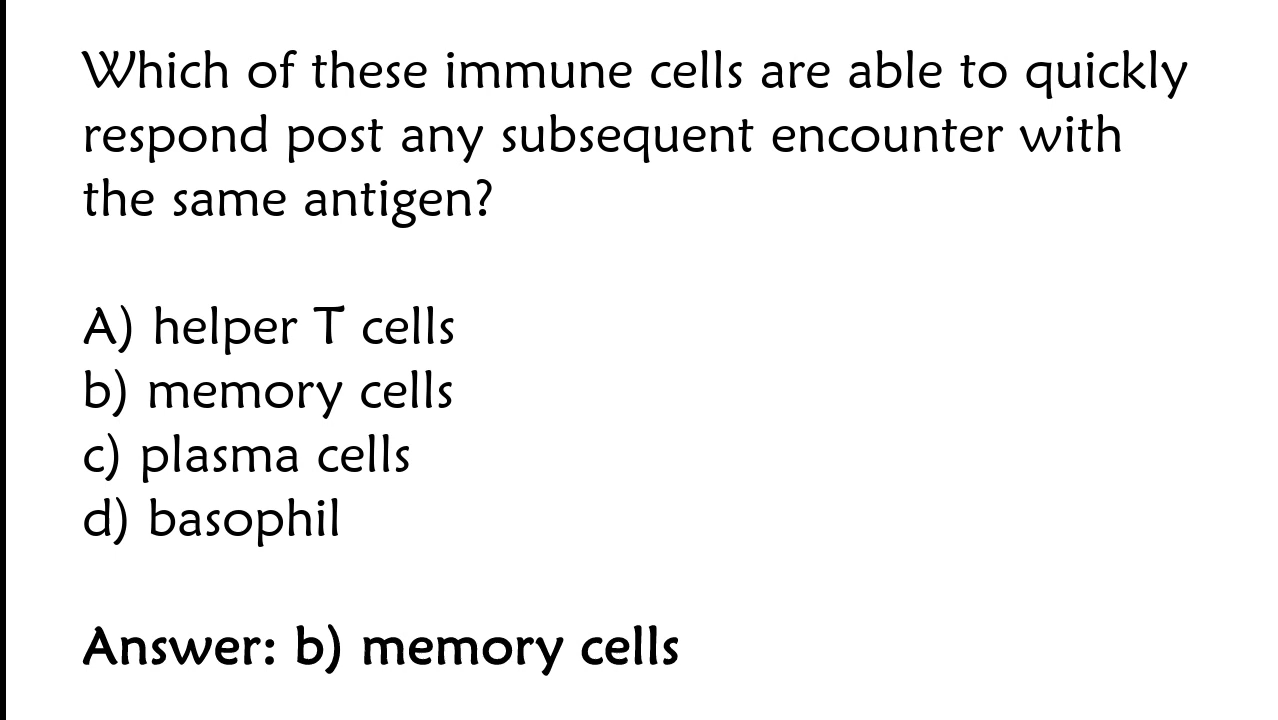 Which of these immune cells are able to quickly
respond post any subsequent encounter with
the same antigen?
A) helper T cells
b) memory cells
c) plasma cells
d) basophil
Answer: b) memory cells